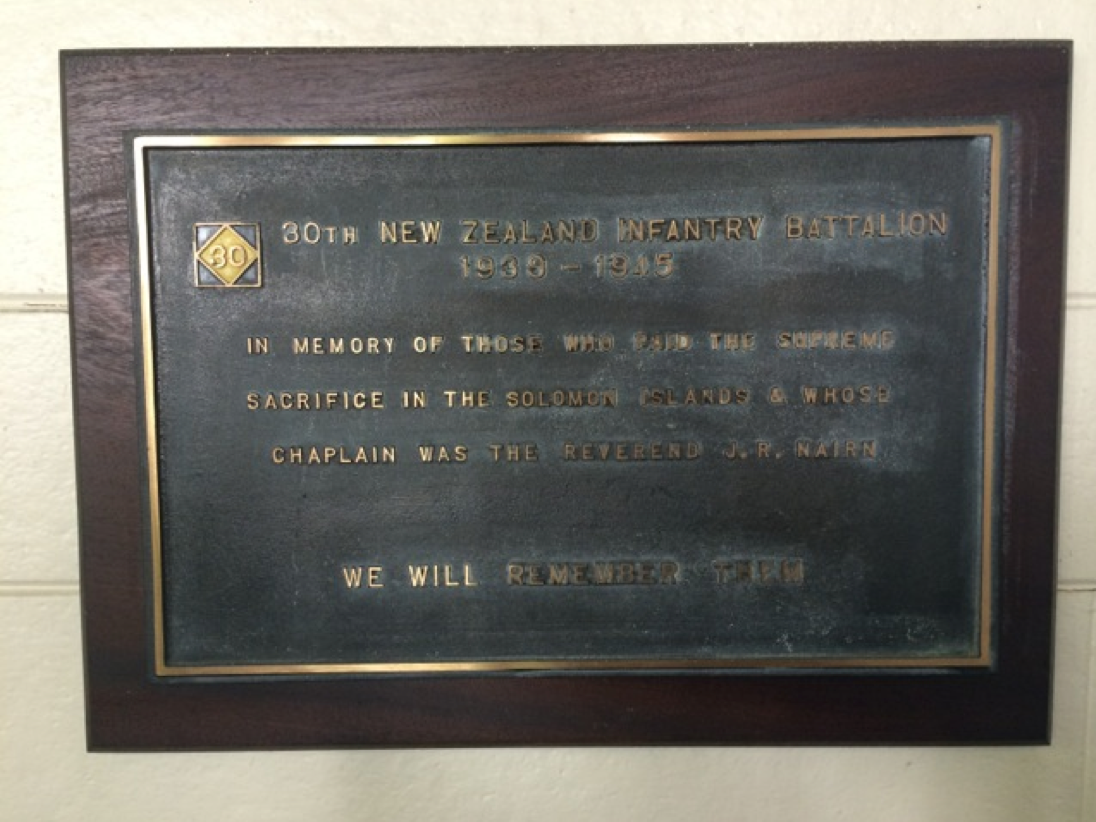 30
30TH NEW ZEALAND INFANTRY BATTALION
1939 - 1945
IN MEMORY OF THOSE WHO PAID THE SUPREME
SACRIFICE IN THE SOLOMON ISLANDS & WHOSE
CHAPLAIN WAS THE REVEREND J.R. NAIRN
WE WILL REMEMBER THEM